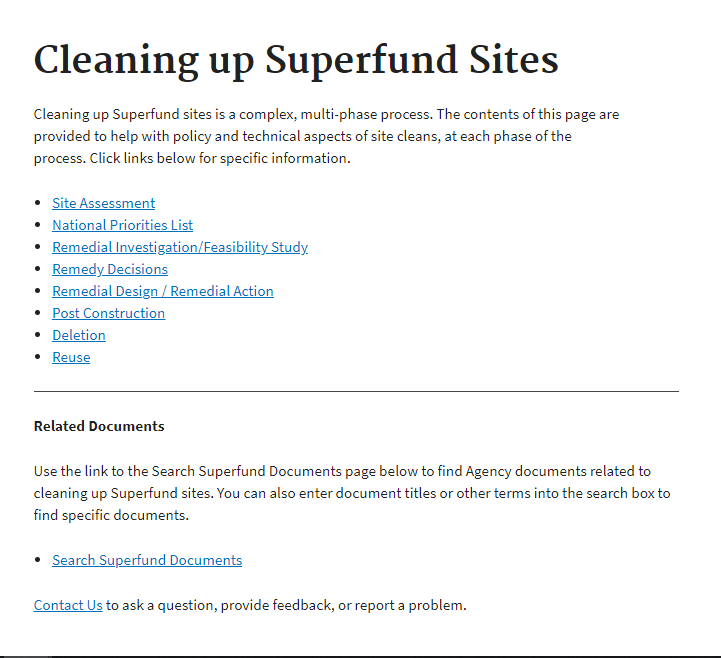 Cleaning up Superfund Sites
Cleaning up Superfund sites is a complex, multi-phase process. The contents of this page are
provided to help with policy and technical aspects of site cleans, at each phase of the
process. Click links below for specific information.
• Site Assessment
• National Priorities List
• Remedial Investigation/Feasibility Study
• Remedy Decisions
• Remedial Design / Remedial Action
• Post Construction
• Deletion
• Reuse
Related Documents
Use the link to the Search Superfund Documents page below to find Agency documents related to
cleaning up Superfund sites. You can also enter document titles or other terms into the search box to
find specific documents.
• Search Superfund Documents
Contact Us to ask a question, provide feedback, or report a problem.